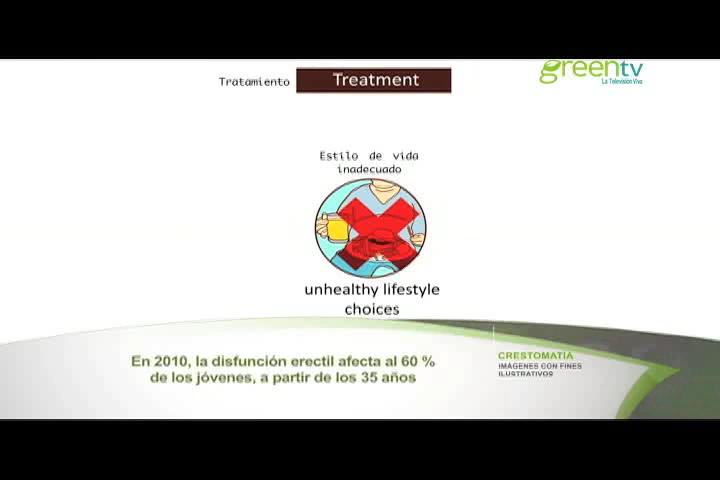 greentv
La Televisión Viva
Tratamiento
Treatment
Estilo de vida
inadecuado
unhealthy lifestyle
choices
En 2010, la disfunción erectil afecta al 60 %
de los jóvenes, a partir de los 35 años
CRESTOMATÍA
IMÁGENES CON FINES
ILUSTRATIVOS